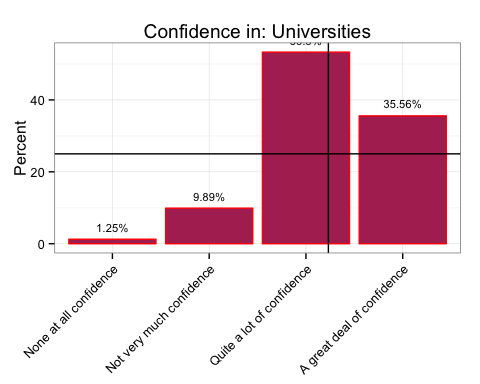 Confidence in: Universities
35.56%
9.89%
1.25%
Percent
40
20
0
None at all confidence
Not very much confidence
Quite a lot of confidence
A great deal of confidence